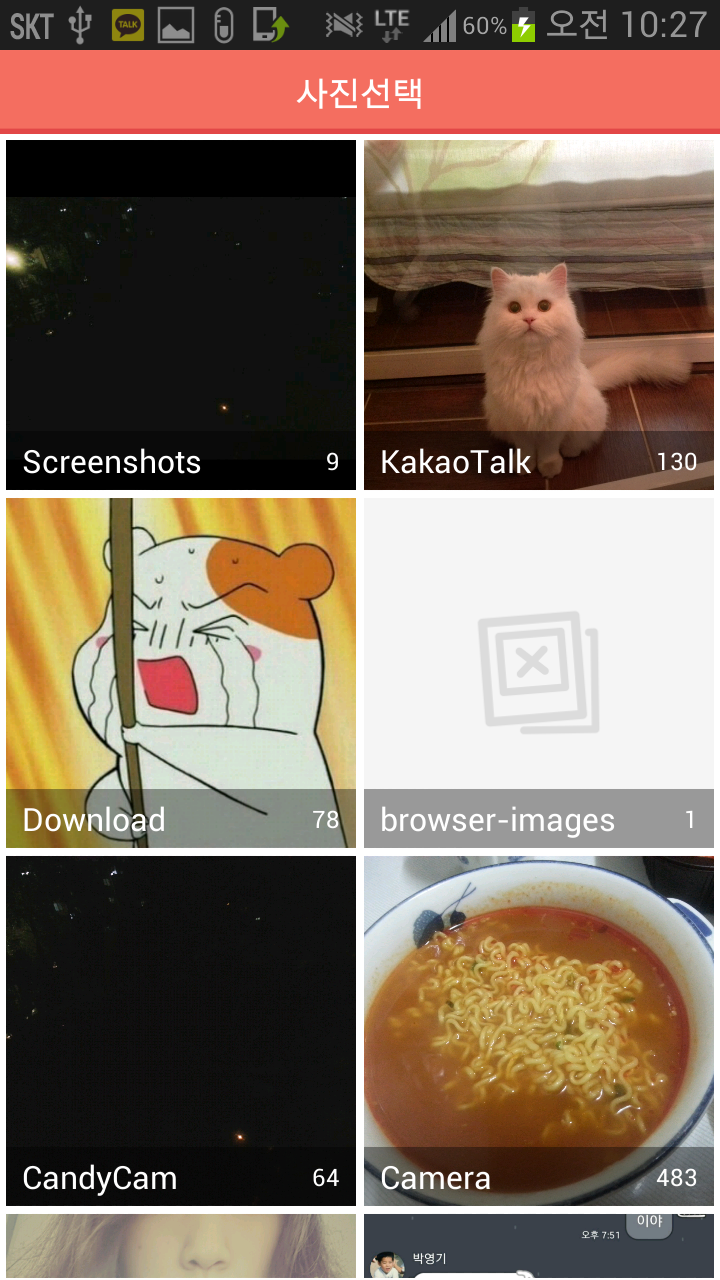 SKT TALK LTE 60% 오전 10:27
사진선택
Screenshots 9
KakaoTalk 130
Download 78
browser-images 1
CandyCam 64
Camera 483
이야
오후 7:51
박영기